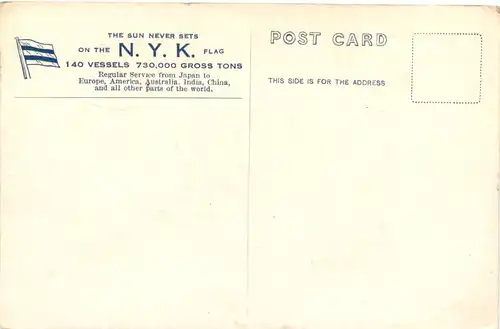 THE SUN NEVER SETS
ON THE N. Y. K. FLAG
140 VESSELS 730,000 GROSS TONS
Regular Service from Japan to
Europe, America, Australia, India, China,
and all other parts of the world.
POST CARD
THIS SIDE IS FOR THE ADDRESS